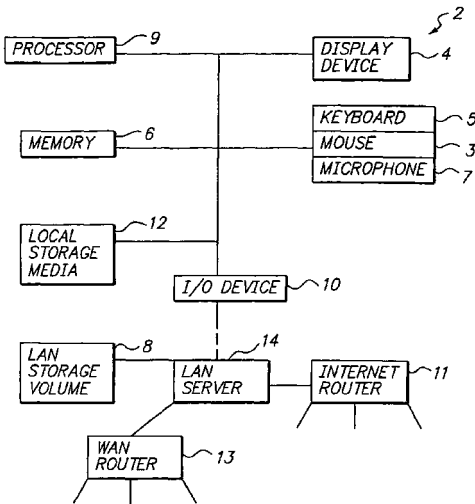 2
PROCESSOR
9
DISPLAY
DEVICE
4
MEMORY
6
KEYBOARD
5
MOUSE
3
MICROPHONE
7
LOCAL
STORAGE
MEDIA
12
I/O DEVICE
10
LAN
STORAGE
VOLUME
8
LAN
SERVER
14
INTERNET
ROUTER
11
WAN
ROUTER
13